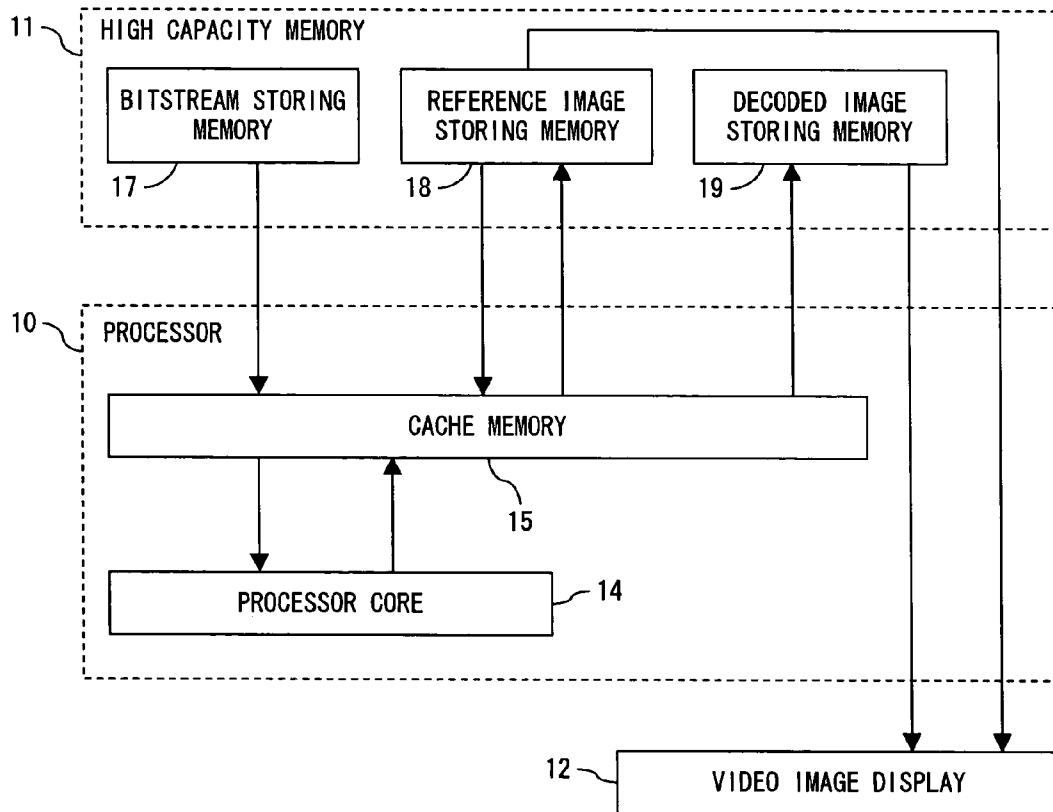 11
HIGH CAPACITY MEMORY
BITSTREAM STORING
MEMORY
17
REFERENCE IMAGE
STORING MEMORY
18
DECODED IMAGE
STORING MEMORY
19
10
PROCESSOR
CACHE MEMORY
15
PROCESSOR CORE
14
12
VIDEO IMAGE DISPLAY